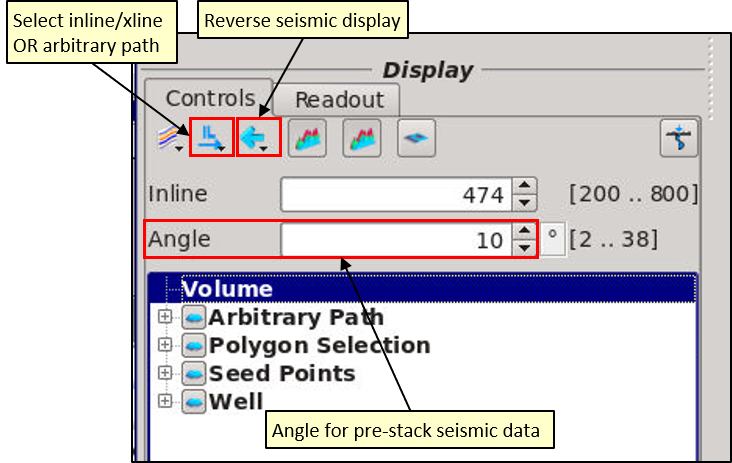 Select inline/xline
OR arbitrary path
Reverse seismic display
Display
Controls
Readout
Inline
474
[200 .. 800]
Angle
10
°
[2 .. 38]
Volume
Arbitrary Path
Polygon Selection
Seed Points
Well
Angle for pre-stack seismic data